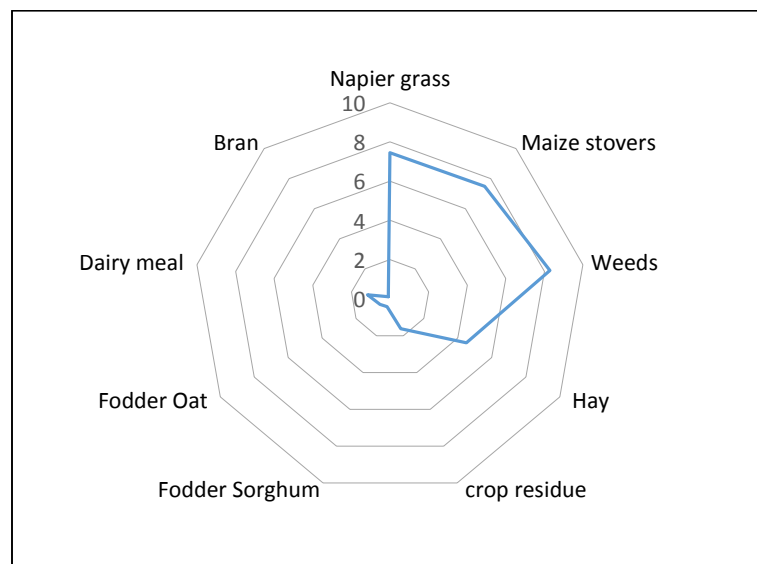 Napier grass
10
Bran
Maize stovers
8
6
4
Dairy meal
Weeds
2
0
Fodder Oat
Hay
Fodder Sorghum
crop residue